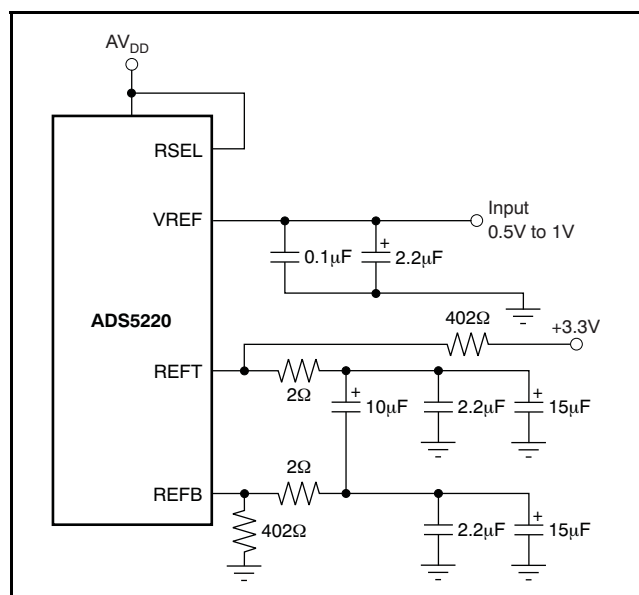 AVDD
RSEL
VREF
Input
0.5V to 1V
0.1μF
+
2.2μF
ADS5220
402Ω
+3.3V
REFT
2Ω
+
10μF
2.2μF
+
15μF
2Ω
REFB
402Ω
2.2μF
+
15μF